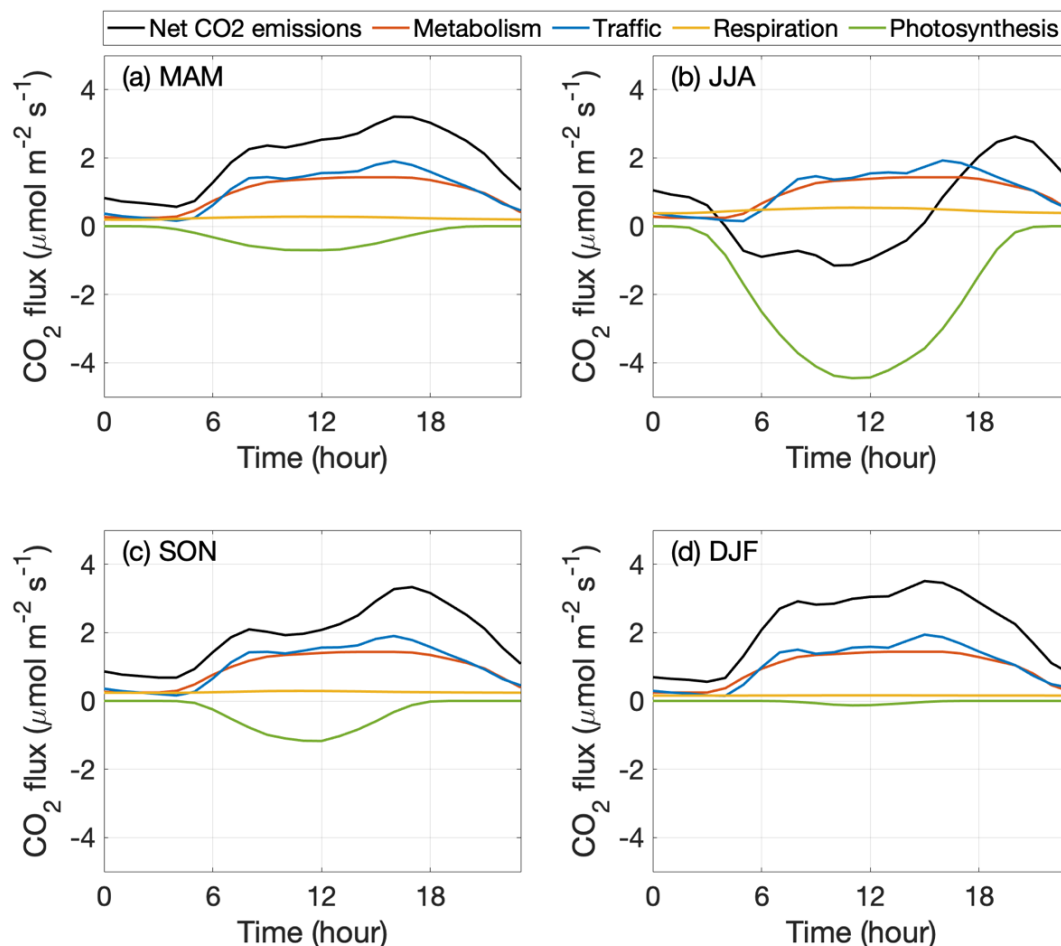 Net CO2 emissions Metabolism Traffic Respiration Photosynthesis
(a) MAM
4
2
0
-2
-4
CO₂ flux (μmol m⁻² s⁻¹)
0 6 12 18
Time (hour)
(b) JJA
4
2
0
-2
-4
CO₂ flux (μmol m⁻² s⁻¹)
0 6 12 18
Time (hour)
(c) SON
4
2
0
-2
-4
CO₂ flux (μmol m⁻² s⁻¹)
0 6 12 18
Time (hour)
(d) DJF
4
2
0
-2
-4
CO₂ flux (μmol m⁻² s⁻¹)
0 6 12 18
Time (hour)